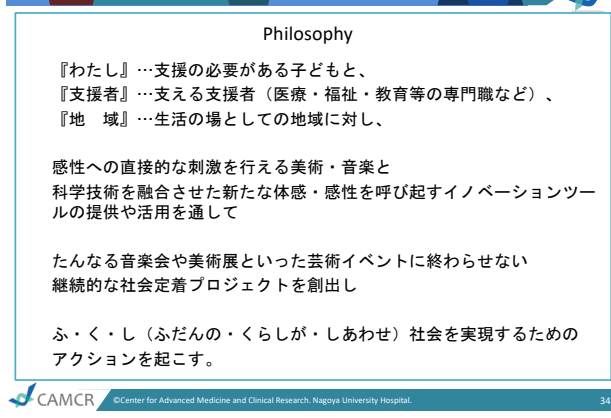 Philosophy
『わたし』…支援の必要がある子どもと、
『支援者』…支える支援者（医療・福祉・教育等の専門職など）、
『地　域』…生活の場としての地域に対し、
感性への直接的な刺激を行える美術・音楽と
科学技術を融合させた新たな体感・感性を呼び起すイノベーションツー
ルの提供や活用を通して
たんなる音楽会や美術展といった芸術イベントに終わらせない
継続的な社会定着プロジェクトを創出し
ふ・く・し（ふだんの・くらしが・しあわせ）社会を実現するための
アクションを起こす。
CAMCR ©Center for Advanced Medicine and Clinical Research. Nagoya University Hospital. 34